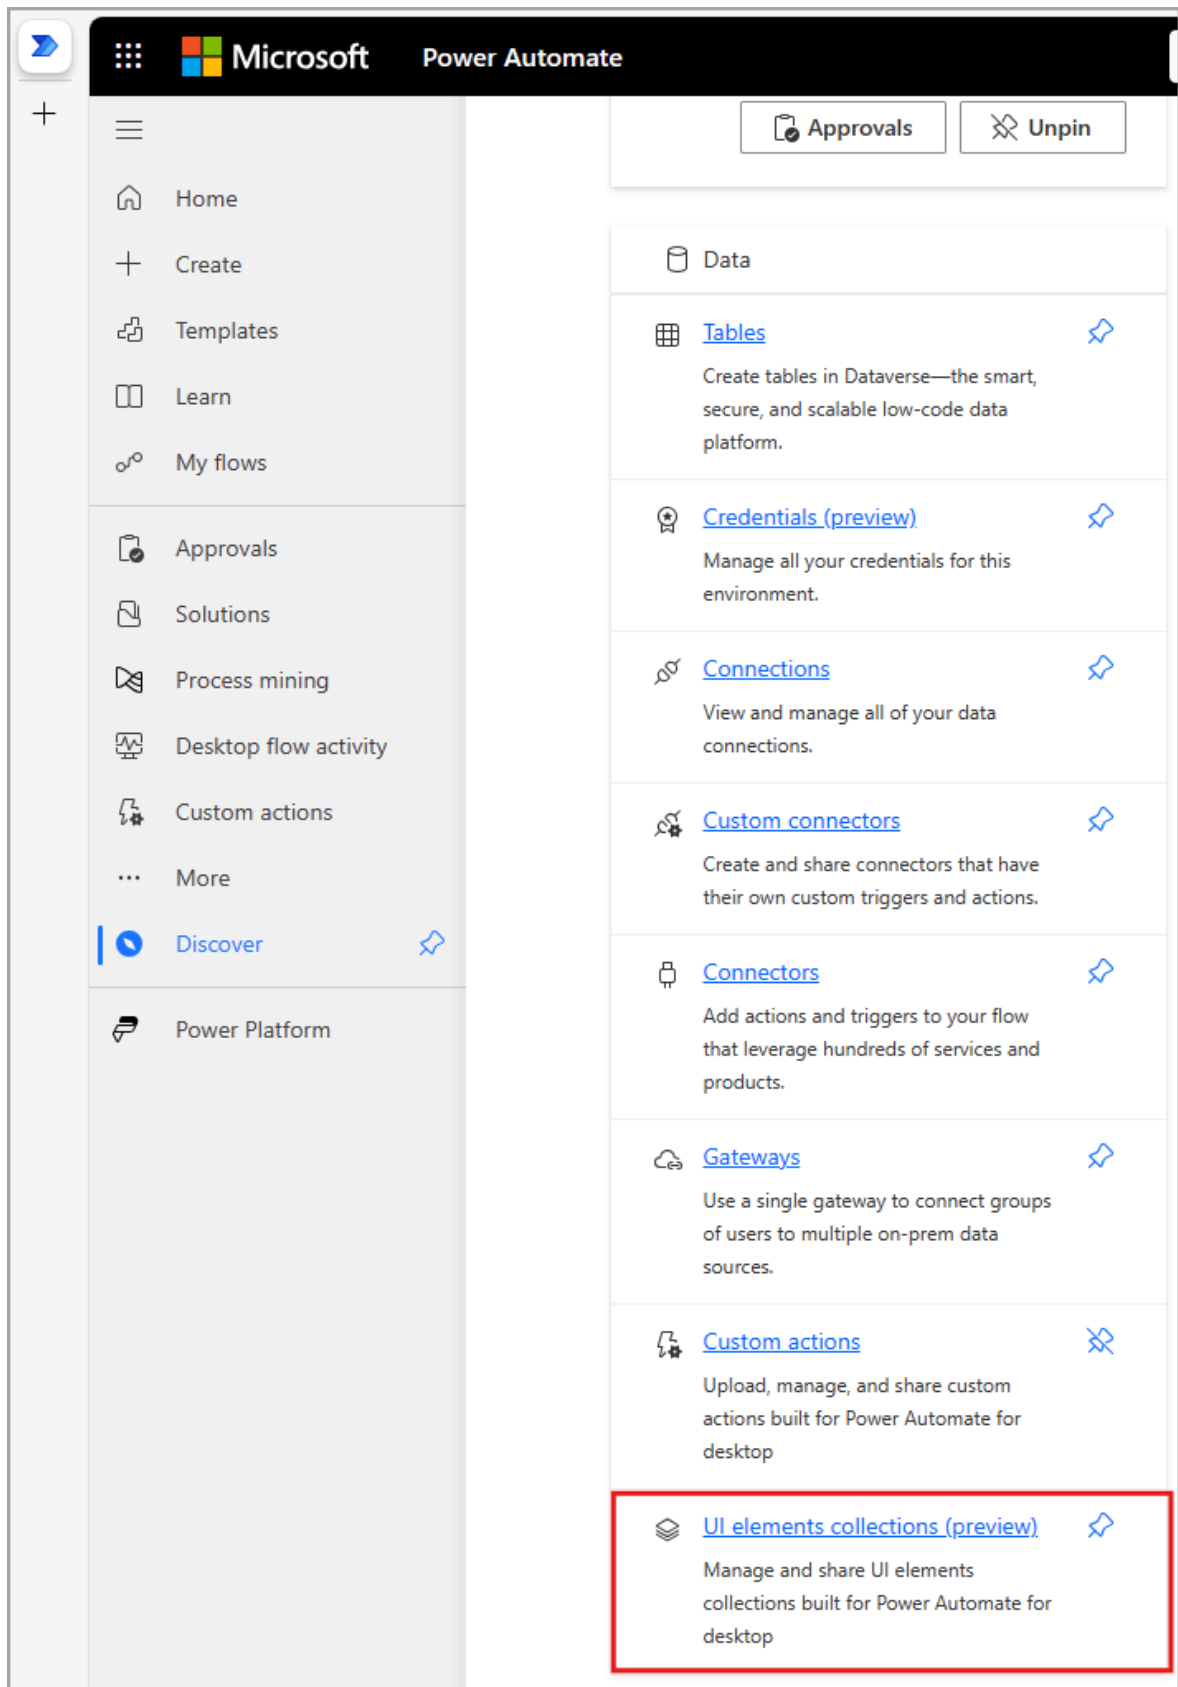 Microsoft Power Automate
Approvals Unpin
Home
Create
Templates
Learn
My flows
Approvals
Solutions
Process mining
Desktop flow activity
Custom actions
More
Discover
Power Platform
Data
Tables
Create tables in Dataverse—the smart,
secure, and scalable low-code data
platform.
Credentials (preview)
Manage all your credentials for this
environment.
Connections
View and manage all of your data
connections.
Custom connectors
Create and share connectors that have
their own custom triggers and actions.
Connectors
Add actions and triggers to your flow
that leverage hundreds of services and
products.
Gateways
Use a single gateway to connect groups
of users to multiple on-prem data
sources.
Custom actions
Upload, manage, and share custom
actions built for Power Automate for
desktop
UI elements collections (preview)
Manage and share UI elements
collections built for Power Automate for
desktop